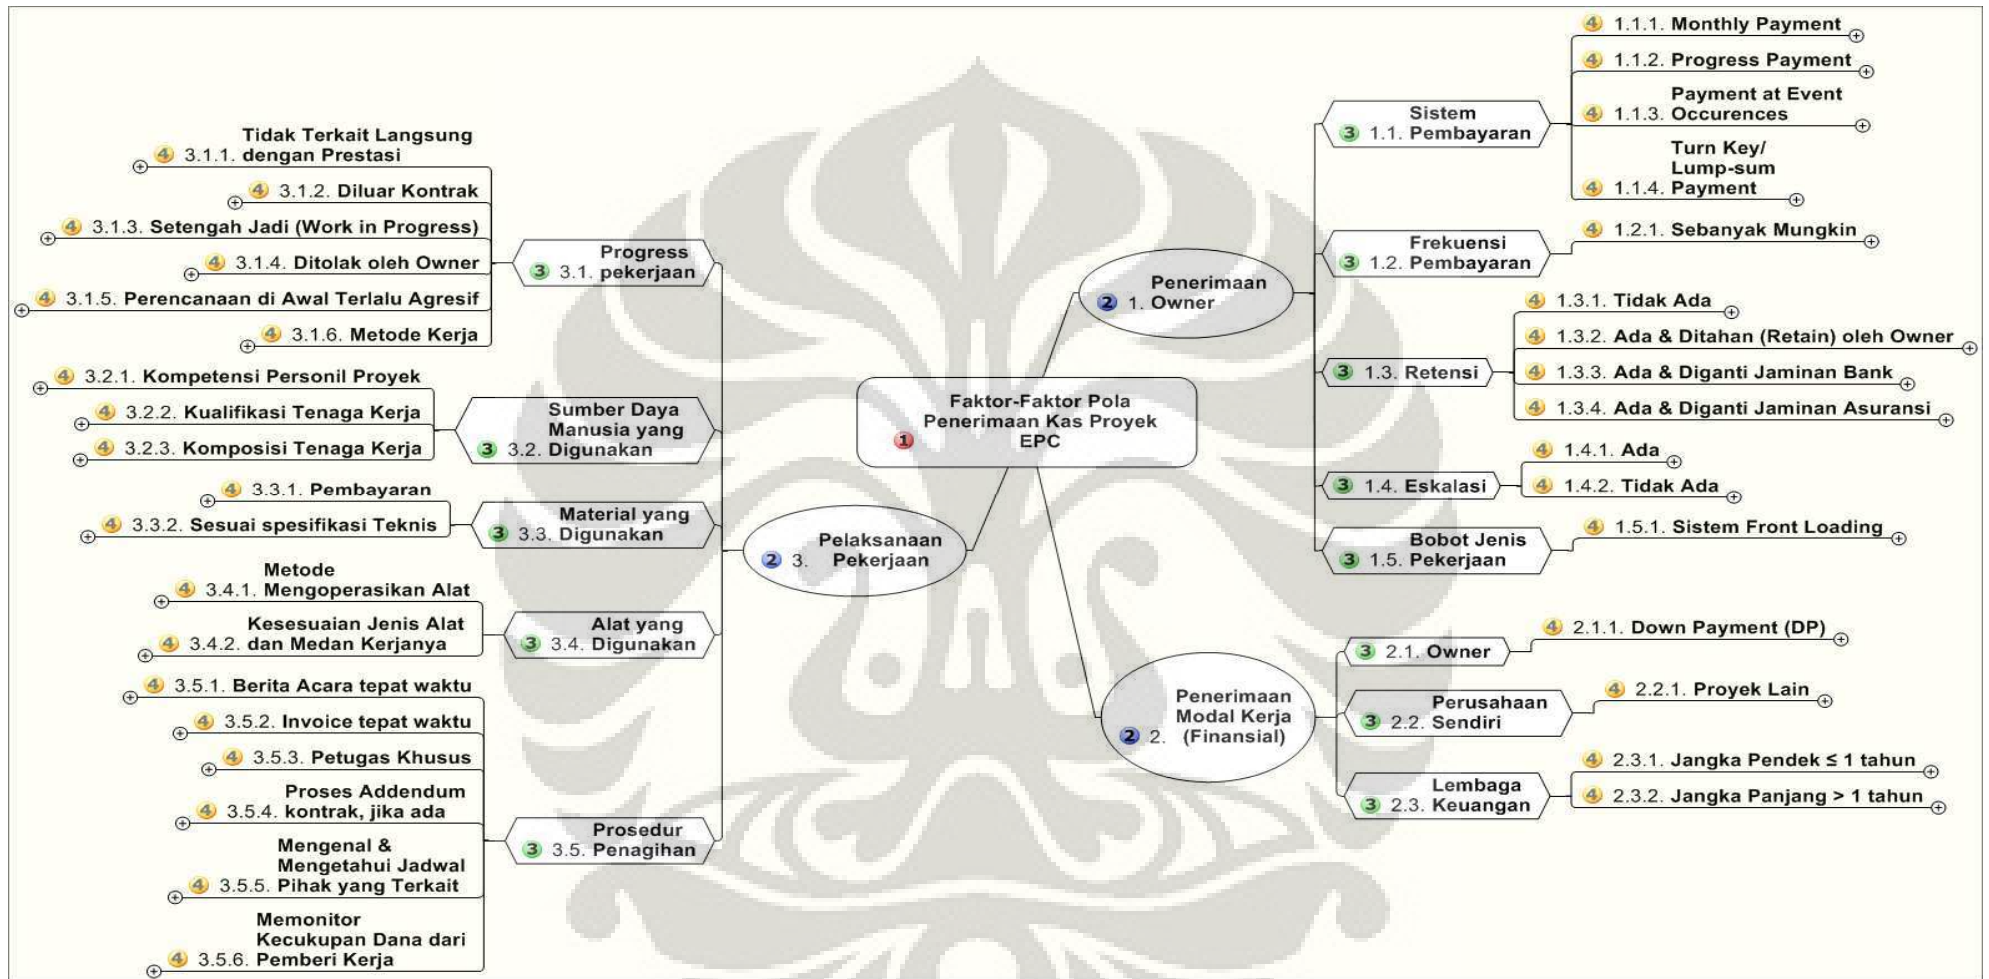 Faktor-Faktor Pola
Penerimaan Kas Proyek
EPC
1
Penerimaan
2 1. Owner
Sistem
3 1.1. Pembayaran
4 1.1.1. Monthly Payment
4 1.1.2. Progress Payment
Payment at Event
4 1.1.3. Occurences
Turn Key/
Lump-sum
4 1.1.4. Payment
Frekuensi
3 1.2. Pembayaran
4 1.2.1. Sebanyak Mungkin
3 1.3. Retensi
4 1.3.1. Tidak Ada
4 1.3.2. Ada & Ditahan (Retain) oleh Owner
4 1.3.3. Ada & Diganti Jaminan Bank
4 1.3.4. Ada & Diganti Jaminan Asuransi
3 1.4. Eskalasi
4 1.4.1. Ada
4 1.4.2. Tidak Ada
Bobot Jenis
3 1.5. Pekerjaan
4 1.5.1. Sistem Front Loading
Penerimaan
Modal Kerja
2 2. (Finansial)
3 2.1. Owner
4 2.1.1. Down Payment (DP)
Perusahaan
3 2.2. Sendiri
4 2.2.1. Proyek Lain
Lembaga
3 2.3. Keuangan
4 2.3.1. Jangka Pendek ≤ 1 tahun
4 2.3.2. Jangka Panjang > 1 tahun
Pelaksanaan
2 3. Pekerjaan
Progress
3 3.1. pekerjaan
Tidak Terkait Langsung
4 3.1.1. dengan Prestasi
4 3.1.2. Diluar Kontrak
4 3.1.3. Setengah Jadi (Work in Progress)
4 3.1.4. Ditolak oleh Owner
4 3.1.5. Perencanaan di Awal Terlalu Agresif
4 3.1.6. Metode Kerja
Sumber Daya
Manusia yang
3 3.2. Digunakan
4 3.2.1. Kompetensi Personil Proyek
4 3.2.2. Kualifikasi Tenaga Kerja
4 3.2.3. Komposisi Tenaga Kerja
Material yang
3 3.3. Digunakan
4 3.3.1. Pembayaran
4 3.3.2. Sesuai spesifikasi Teknis
Alat yang
3 3.4. Digunakan
Metode
4 3.4.1. Mengoperasikan Alat
Kesesuaian Jenis Alat
4 3.4.2. dan Medan Kerjanya
Prosedur
3 3.5. Penagihan
4 3.5.1. Berita Acara tepat waktu
4 3.5.2. Invoice tepat waktu
4 3.5.3. Petugas Khusus
Proses Addendum
4 3.5.4. kontrak, jika ada
Mengenal &
Mengetahui Jadwal
4 3.5.5. Pihak yang Terkait
Memonitor
Kecukupan Dana dari
4 3.5.6. Pemberi Kerja